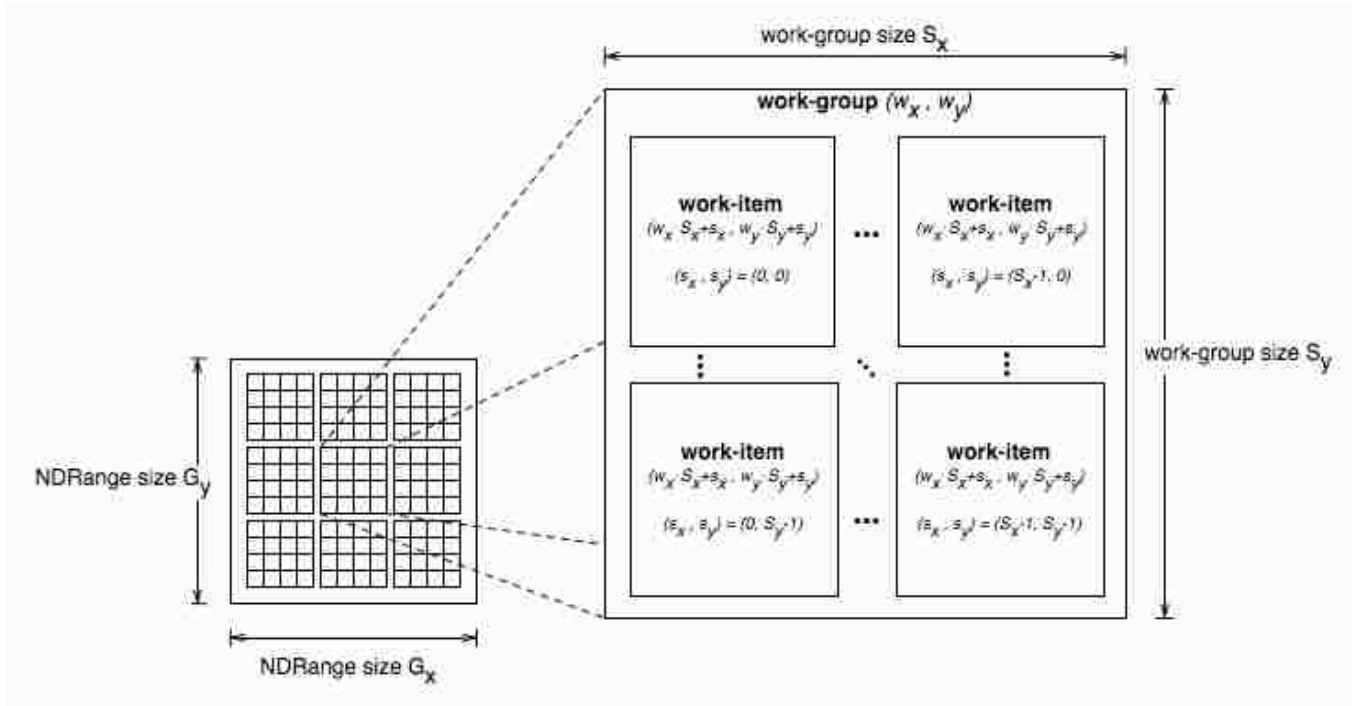 work-group size Sx
work-group (wx , wy)
work-item
(wx Sx+sx , wy Sy+sy)
(sx , sy) = (0, 0)
...
work-item
(wx Sx+sx , wy Sy+sy)
(sx , sy) = (Sx-1, 0)
work-group size Sy
work-item
(wx Sx+sx , wy Sy+sy)
(sx , sy) = (0, Sy-1)
...
work-item
(wx Sx+sx , wy Sy+sy)
(sx , sy) = (Sx-1, Sy-1)
NDRange size Gy
NDRange size Gx